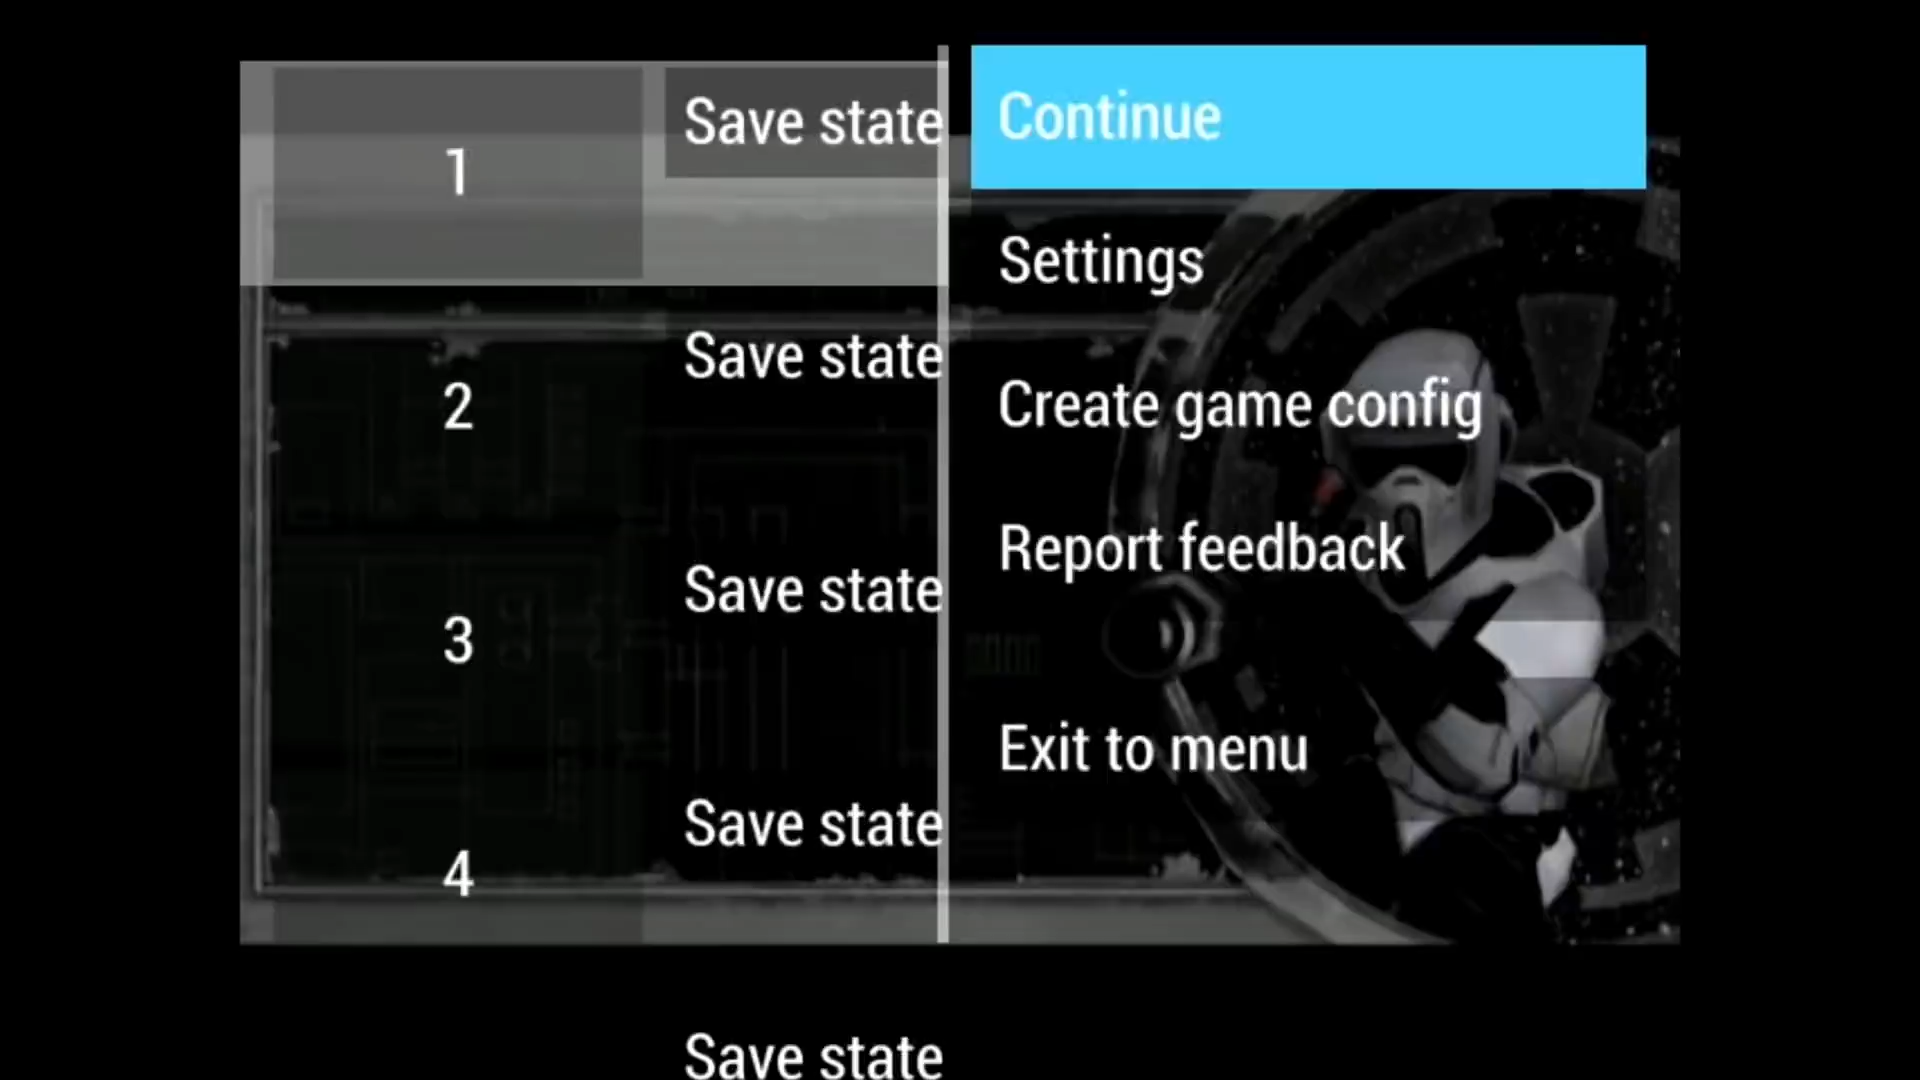 1
Save state
2
Save state
3
Save state
4
Save state
Save state
Continue
Settings
Create game config
Report feedback
Exit to menu